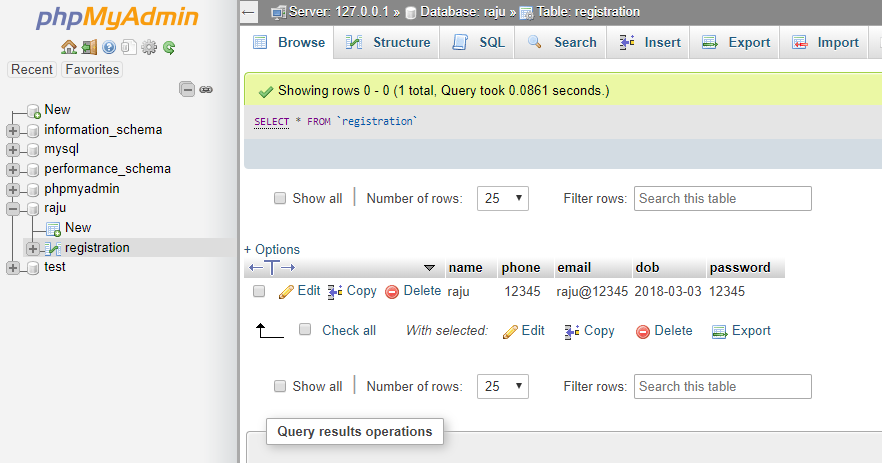 phpMyAdmin
Recent Favorites
New
information_schema
mysql
performance_schema
phpmyadmin
raju
New
registration
test
Server: 127.0.0.1 » Database: raju » Table: registration
Browse Structure SQL Search Insert Export Import
Showing rows 0 - 0 (1 total, Query took 0.0861 seconds.)
SELECT * FROM `registration`
Show all Number of rows: 25 Filter rows: Search this table
+ Options
name phone email dob password
Edit Copy Delete raju 12345 raju@12345 2018-03-03 12345
Check all With selected: Edit Copy Delete Export
Show all Number of rows: 25 Filter rows: Search this table
Query results operations